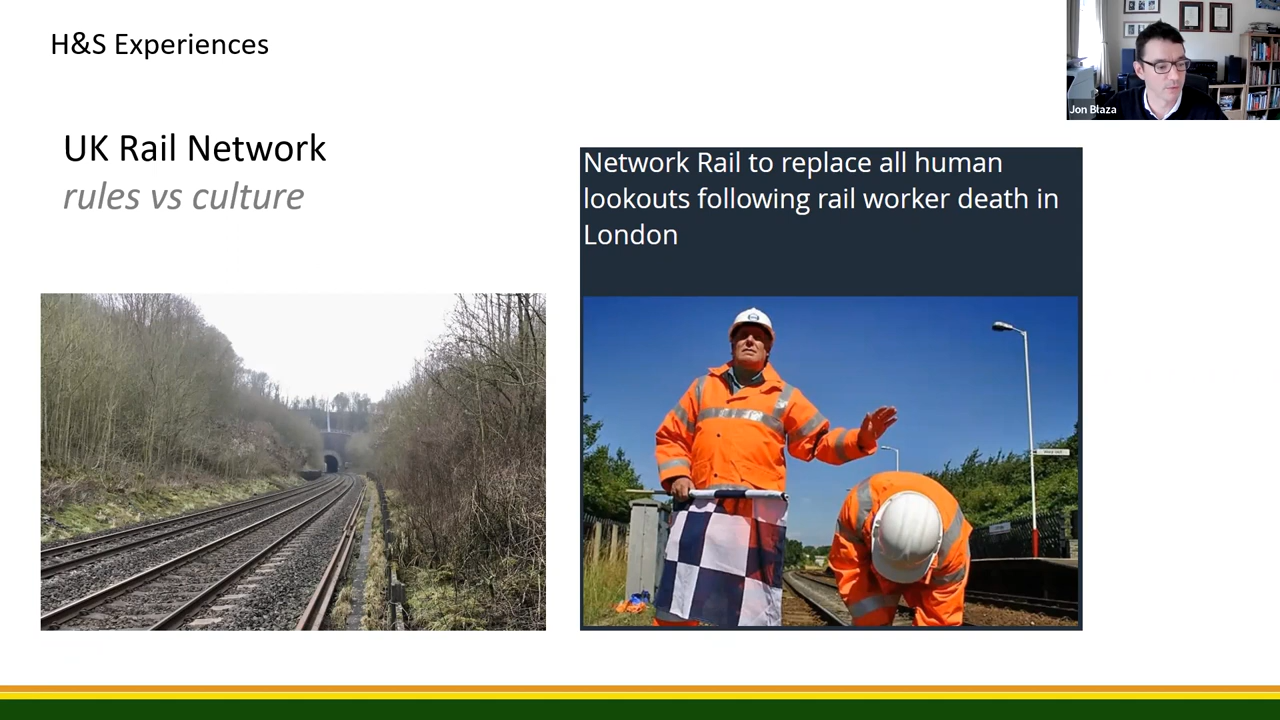 H&S Experiences
Jon Błaza
UK Rail Network
rules vs culture
Network Rail to replace all human
lookouts following rail worker death in
London